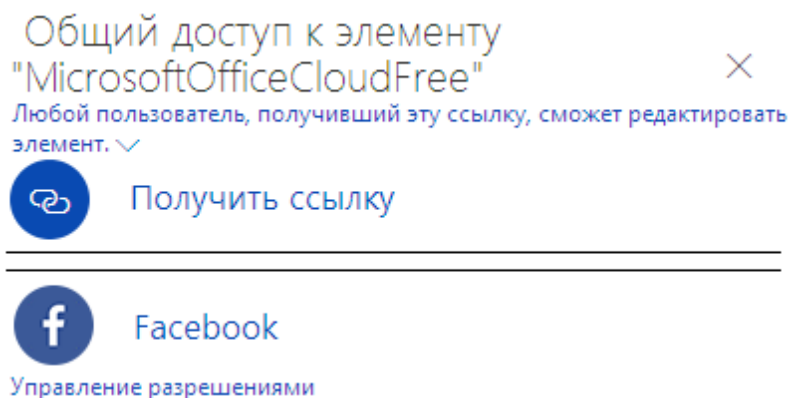 Общий доступ к элементу
"MicrosoftOfficeCloudFree"
Любой пользователь, получивший эту ссылку, сможет редактировать
элемент.
Получить ссылку
Facebook
Управление разрешениями